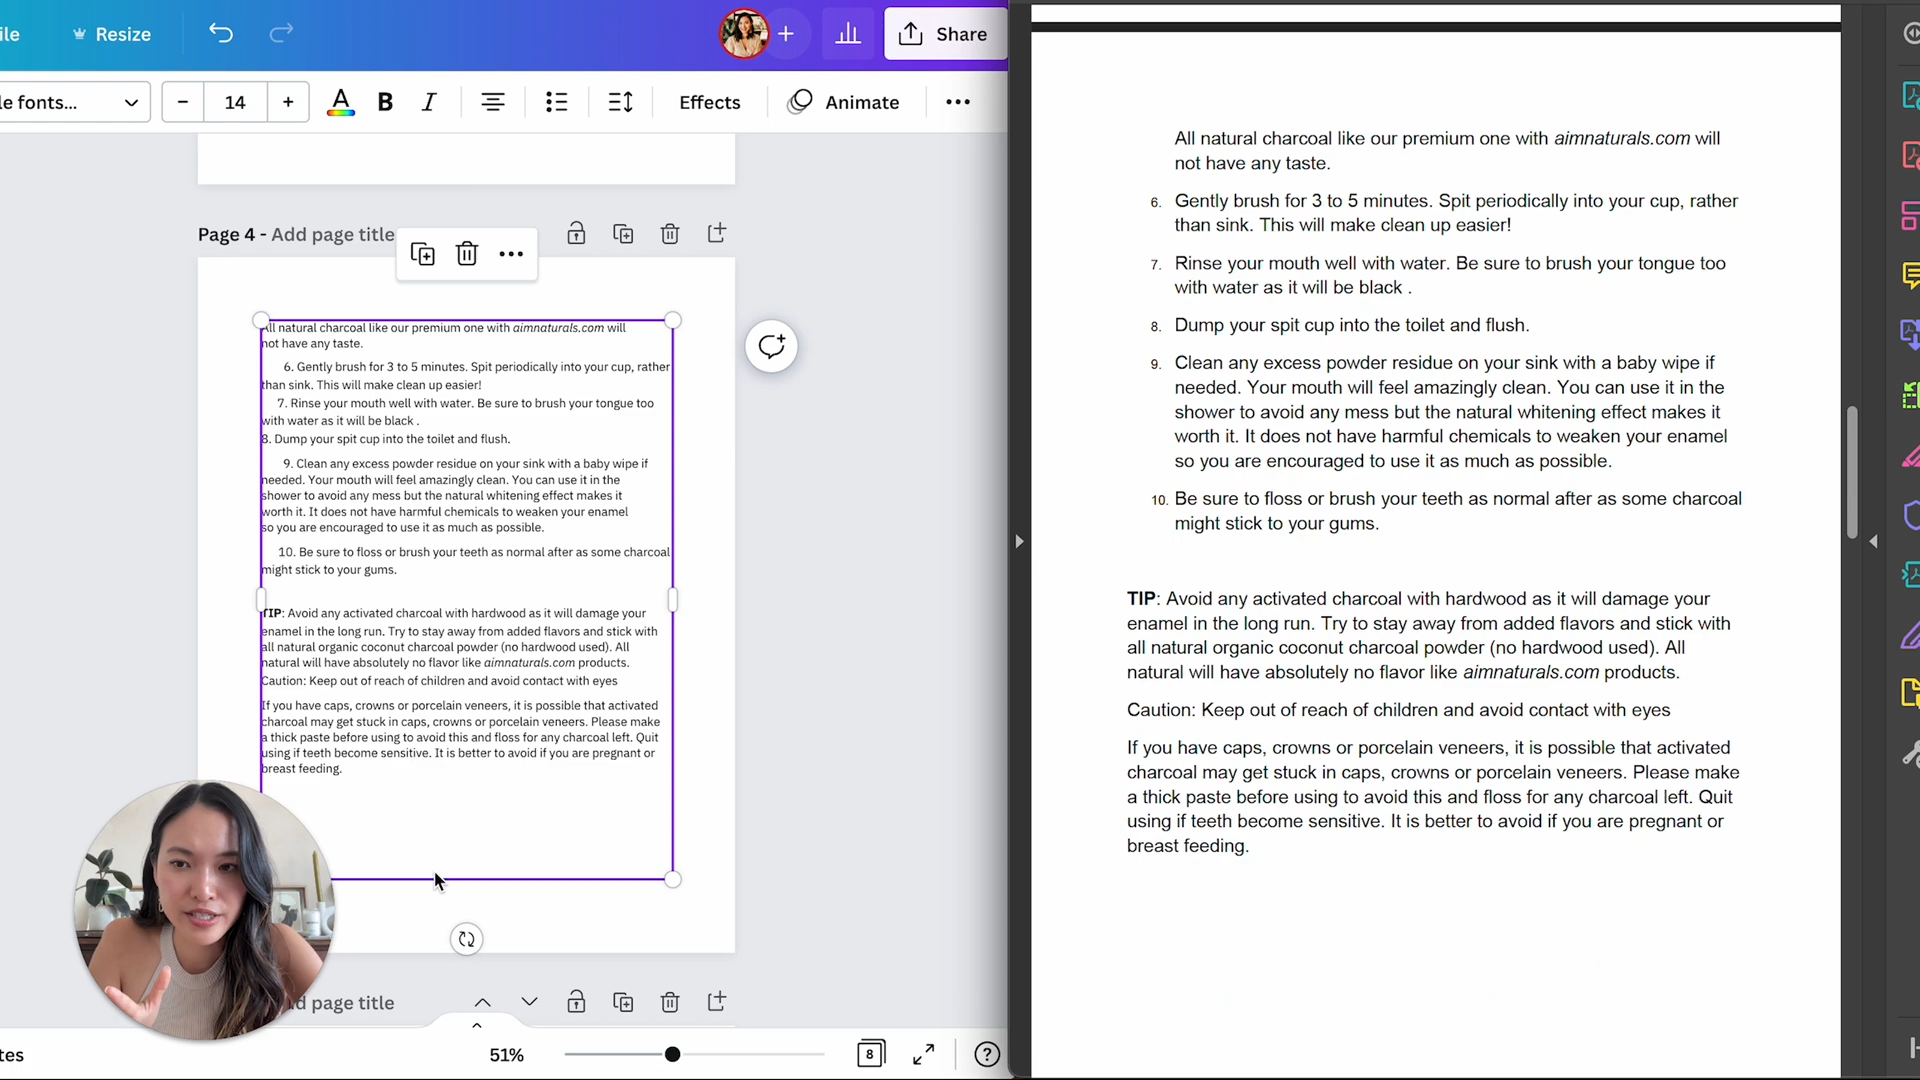 ile
Resize
Share
le fonts...
−
14
+
A
B
I
Effects
Animate
Page 4 - Add page title
All natural charcoal like our premium one with aimnaturals.com will
not have any taste.
6. Gently brush for 3 to 5 minutes. Spit periodically into your cup, rather
than sink. This will make clean up easier!
7. Rinse your mouth well with water. Be sure to brush your tongue too
with water as it will be black .
8. Dump your spit cup into the toilet and flush.
9. Clean any excess powder residue on your sink with a baby wipe if
needed. Your mouth will feel amazingly clean. You can use it in the
shower to avoid any mess but the natural whitening effect makes it
worth it. It does not have harmful chemicals to weaken your enamel
so you are encouraged to use it as much as possible.
10. Be sure to floss or brush your teeth as normal after as some charcoal
might stick to your gums.
TIP: Avoid any activated charcoal with hardwood as it will damage your
enamel in the long run. Try to stay away from added flavors and stick with
all natural organic coconut charcoal powder (no hardwood used). All
natural will have absolutely no flavor like aimnaturals.com products.
Caution: Keep out of reach of children and avoid contact with eyes
If you have caps, crowns or porcelain veneers, it is possible that activated
charcoal may get stuck in caps, crowns or porcelain veneers. Please make
a thick paste before using to avoid this and floss for any charcoal left. Quit
using if teeth become sensitive. It is better to avoid if you are pregnant or
breast feeding.
d page title
tes
51%
8
?
All natural charcoal like our premium one with aimnaturals.com will
not have any taste.
6. Gently brush for 3 to 5 minutes. Spit periodically into your cup, rather
than sink. This will make clean up easier!
7. Rinse your mouth well with water. Be sure to brush your tongue too
with water as it will be black .
8. Dump your spit cup into the toilet and flush.
9. Clean any excess powder residue on your sink with a baby wipe if
needed. Your mouth will feel amazingly clean. You can use it in the
shower to avoid any mess but the natural whitening effect makes it
worth it. It does not have harmful chemicals to weaken your enamel
so you are encouraged to use it as much as possible.
10. Be sure to floss or brush your teeth as normal after as some charcoal
might stick to your gums.
TIP: Avoid any activated charcoal with hardwood as it will damage your
enamel in the long run. Try to stay away from added flavors and stick with
all natural organic coconut charcoal powder (no hardwood used). All
natural will have absolutely no flavor like aimnaturals.com products.
Caution: Keep out of reach of children and avoid contact with eyes
If you have caps, crowns or porcelain veneers, it is possible that activated
charcoal may get stuck in caps, crowns or porcelain veneers. Please make
a thick paste before using to avoid this and floss for any charcoal left. Quit
using if teeth become sensitive. It is better to avoid if you are pregnant or
breast feeding.